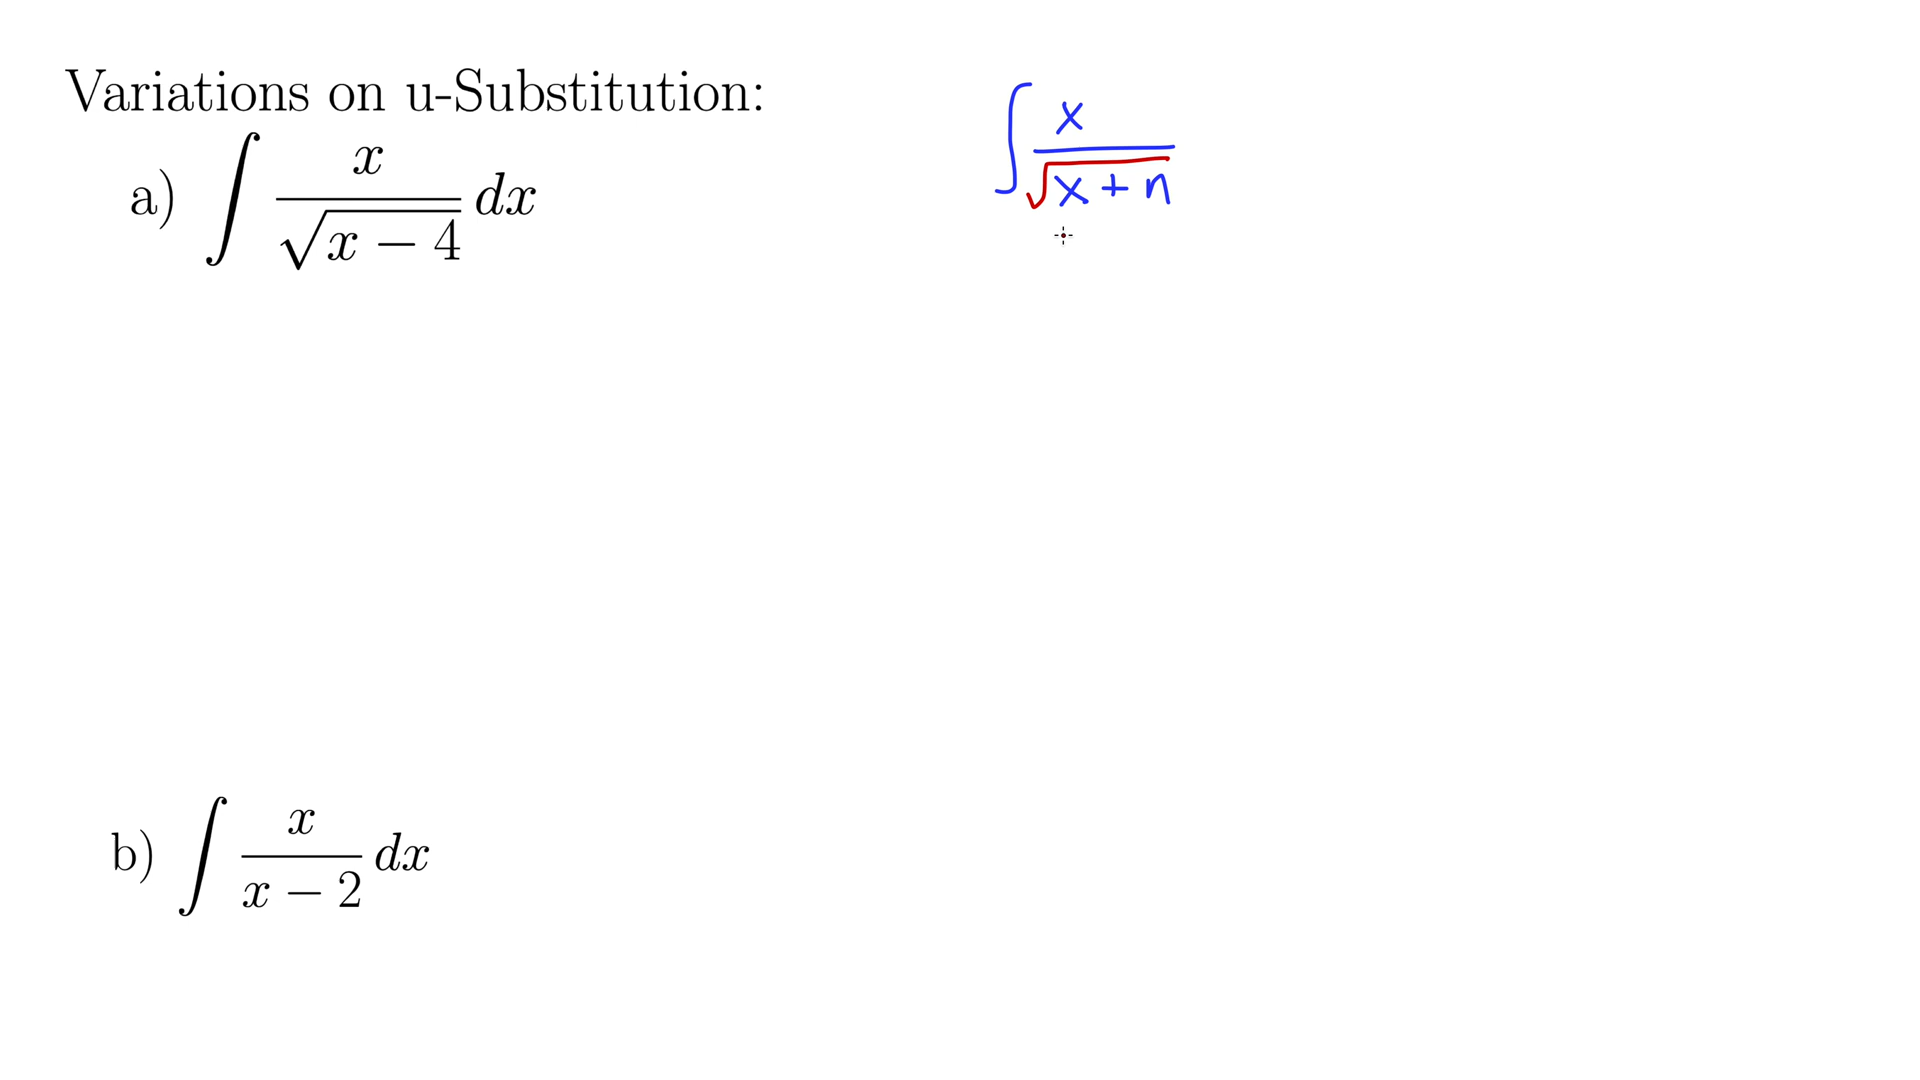 Variations on u-Substitution:
a) ∫ x/√(x − 4) dx
∫ x/√(x + n)
b) ∫ x/(x − 2) dx